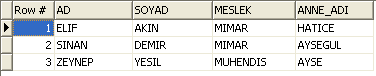 Row # AD SOYAD MESLEK ANNE_ADI
1 ELIF AKIN MIMAR HATICE
2 SINAN DEMIR MIMAR AYSEGUL
3 ZEYNEP YESIL MUHENDIS AYSE